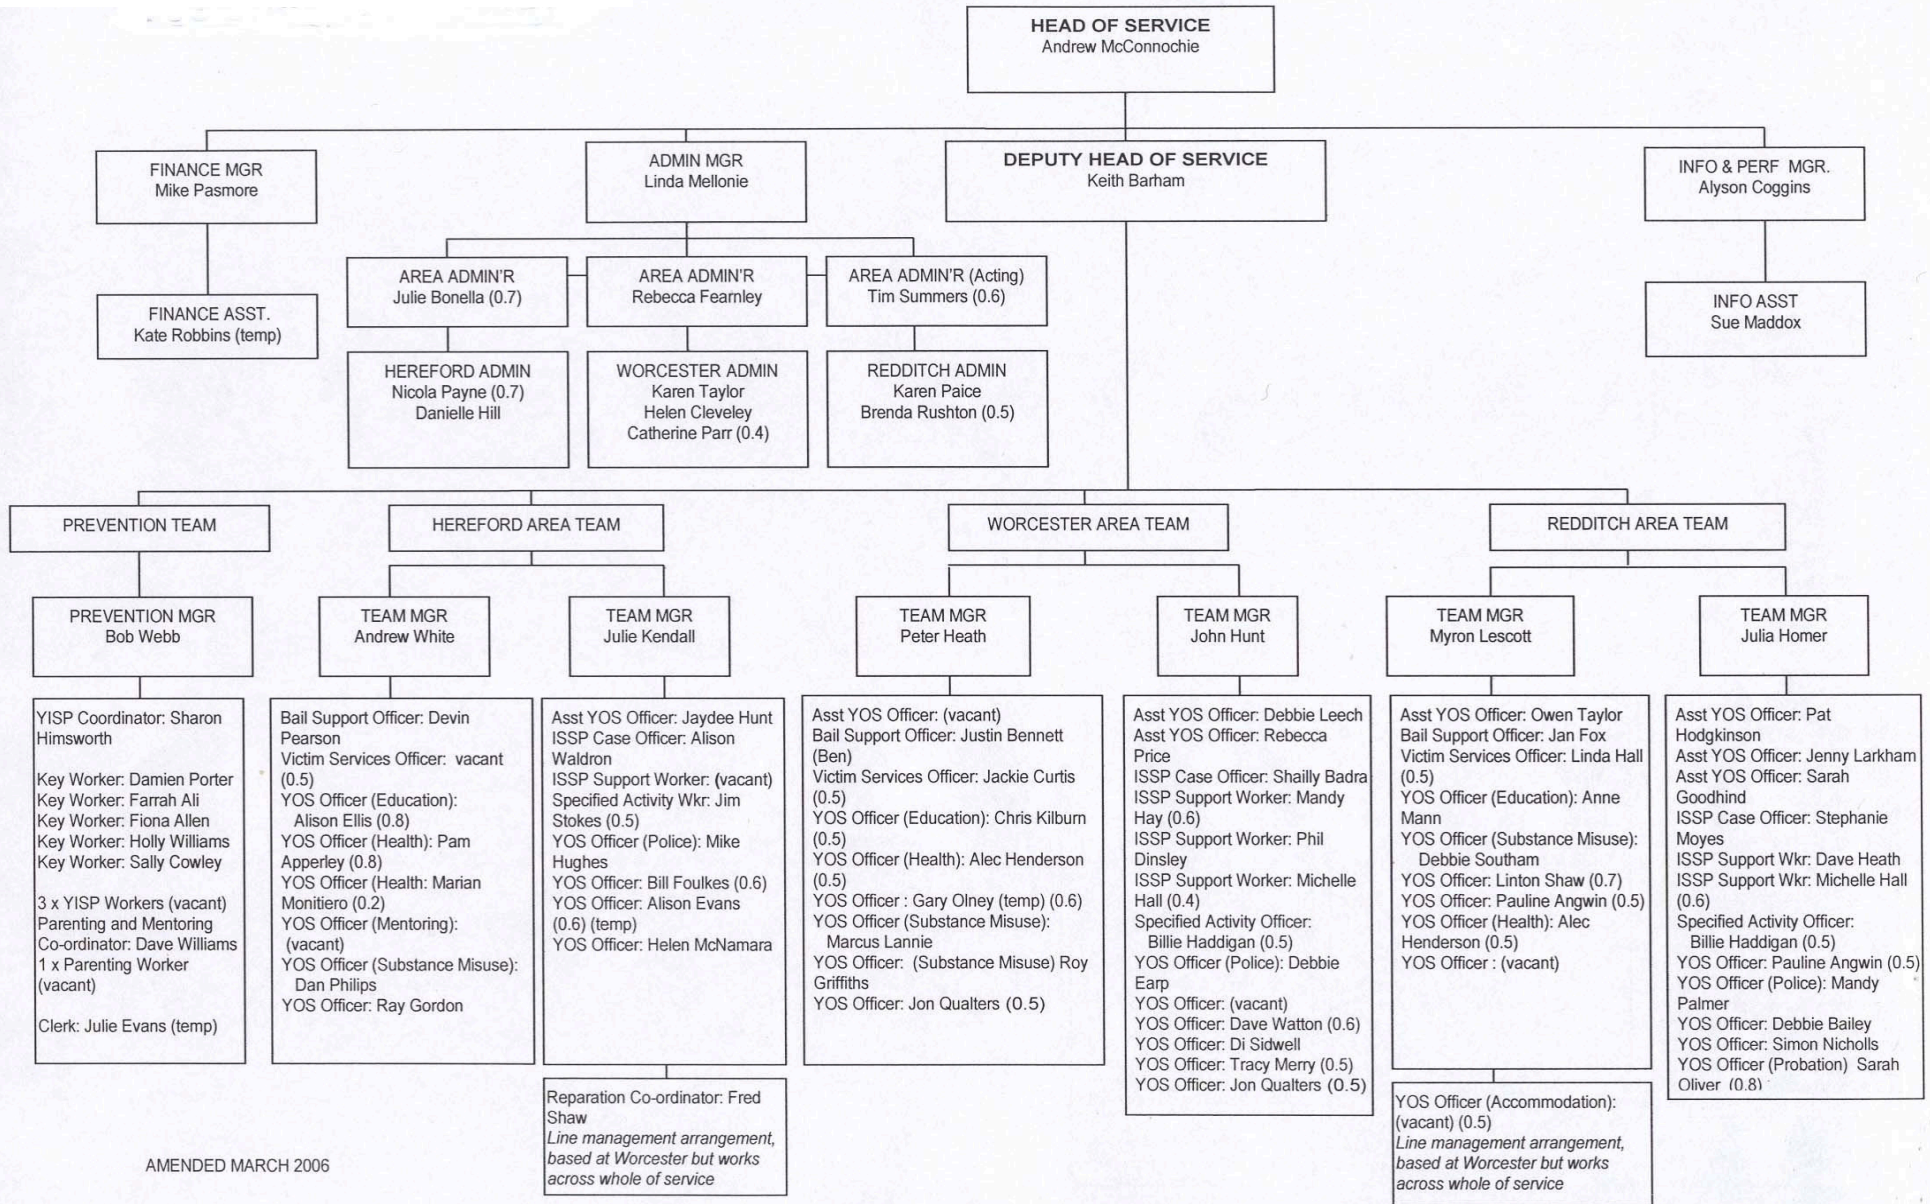 HEAD OF SERVICE
Andrew McConnochie
FINANCE MGR
Mike Pasmore
ADMIN MGR
Linda Mellonie
DEPUTY HEAD OF SERVICE
Keith Barham
INFO & PERF MGR.
Alyson Coggins
FINANCE ASST.
Kate Robbins (temp)
AREA ADMIN'R
Julie Bonella (0.7)
AREA ADMIN'R
Rebecca Fearnley
AREA ADMIN'R (Acting)
Tim Summers (0.6)
INFO ASST
Sue Maddox
HEREFORD ADMIN
Nicola Payne (0.7)
Danielle Hill
WORCESTER ADMIN
Karen Taylor
Helen Cleveley
Catherine Parr (0.4)
REDDITCH ADMIN
Karen Paice
Brenda Rushton (0.5)
PREVENTION TEAM
HEREFORD AREA TEAM
WORCESTER AREA TEAM
REDDITCH AREA TEAM
PREVENTION MGR
Bob Webb
TEAM MGR
Andrew White
TEAM MGR
Julie Kendall
TEAM MGR
Peter Heath
TEAM MGR
John Hunt
TEAM MGR
Myron Lescott
TEAM MGR
Julia Homer
YISP Coordinator: Sharon
Himsworth
Key Worker: Damien Porter
Key Worker: Farrah Ali
Key Worker: Fiona Allen
Key Worker: Holly Williams
Key Worker: Sally Cowley
3 x YISP Workers (vacant)
Parenting and Mentoring
Co-ordinator: Dave Williams
1 x Parenting Worker
(vacant)
Clerk: Julie Evans (temp)
Bail Support Officer: Devin
Pearson
Victim Services Officer: vacant
(0.5)
YOS Officer (Education):
Alison Ellis (0.8)
YOS Officer (Health): Pam
Apperley (0.8)
YOS Officer (Health: Marian
Monitiero (0.2)
YOS Officer (Mentoring):
(vacant)
YOS Officer (Substance Misuse):
Dan Philips
YOS Officer: Ray Gordon
Asst YOS Officer: Jaydee Hunt
ISSP Case Officer: Alison
Waldron
ISSP Support Worker: (vacant)
Specified Activity Wkr: Jim
Stokes (0.5)
YOS Officer (Police): Mike
Hughes
YOS Officer: Bill Foulkes (0.6)
YOS Officer: Alison Evans
(0.6) (temp)
YOS Officer: Helen McNamara
Reparation Co-ordinator: Fred
Shaw
Line management arrangement,
based at Worcester but works
across whole of service
Asst YOS Officer: (vacant)
Bail Support Officer: Justin Bennett
(Ben)
Victim Services Officer: Jackie Curtis
(0.5)
YOS Officer (Education): Chris Kilburn
(0.5)
YOS Officer (Health): Alec Henderson
(0.5)
YOS Officer : Gary Olney (temp) (0.6)
YOS Officer (Substance Misuse):
Marcus Lannie
YOS Officer: (Substance Misuse) Roy
Griffiths
YOS Officer: Jon Qualters (0.5)
Asst YOS Officer: Debbie Leech
Asst YOS Officer: Rebecca
Price
ISSP Case Officer: Shailly Badra
ISSP Support Worker: Mandy
Hay (0.6)
ISSP Support Worker: Phil
Dinsley
ISSP Support Worker: Michelle
Hall (0.4)
Specified Activity Officer:
Billie Haddigan (0.5)
YOS Officer (Police): Debbie
Earp
YOS Officer: (vacant)
YOS Officer: Dave Watton (0.6)
YOS Officer: Di Sidwell
YOS Officer: Tracy Merry (0.5)
YOS Officer: Jon Qualters (0.5)
Asst YOS Officer: Owen Taylor
Bail Support Officer: Jan Fox
Victim Services Officer: Linda Hall
(0.5)
YOS Officer (Education): Anne
Mann
YOS Officer (Substance Misuse):
Debbie Southam
YOS Officer: Linton Shaw (0.7)
YOS Officer: Pauline Angwin (0.5)
YOS Officer (Health): Alec
Henderson (0.5)
YOS Officer : (vacant)
YOS Officer (Accommodation):
(vacant) (0.5)
Line management arrangement,
based at Worcester but works
across whole of service
Asst YOS Officer: Pat
Hodgkinson
Asst YOS Officer: Jenny Larkham
Asst YOS Officer: Sarah
Goodhind
ISSP Case Officer: Stephanie
Moyes
ISSP Support Wkr: Dave Heath
ISSP Support Wkr: Michelle Hall
(0.6)
Specified Activity Officer:
Billie Haddigan (0.5)
YOS Officer: Pauline Angwin (0.5)
YOS Officer (Police): Mandy
Palmer
YOS Officer: Debbie Bailey
YOS Officer: Simon Nicholls
YOS Officer (Probation) Sarah
Oliver (0.8)
AMENDED MARCH 2006